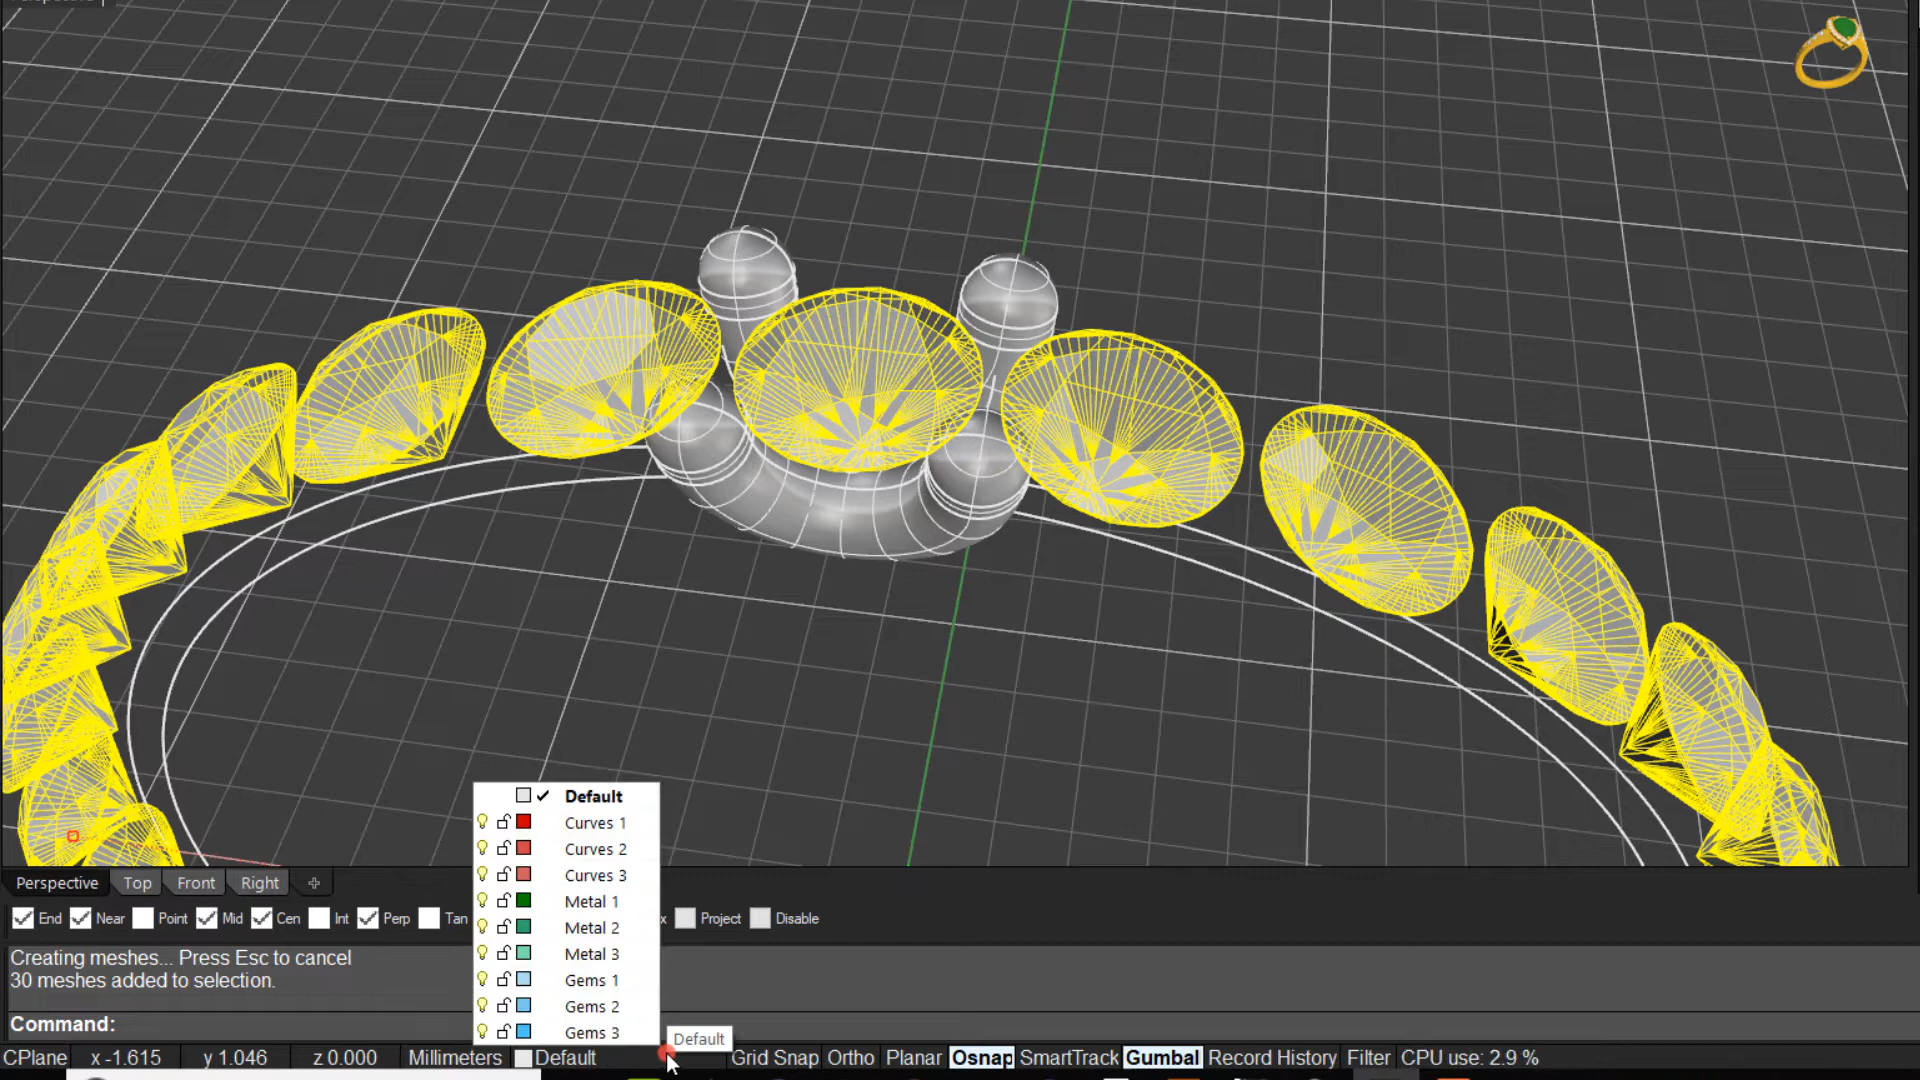 Default
Curves 1
Curves 2
Curves 3
Metal 1
Metal 2
Metal 3
Gems 1
Gems 2
Gems 3
Default
Perspective Top Front Right
End Near Point Mid Cen Int Perp Tan x Project Disable
Creating meshes... Press Esc to cancel
30 meshes added to selection.
Command:
CPlane x -1.615 y 1.046 z 0.000 Millimeters Default Grid Snap Ortho Planar Osnap SmartTrack Gumbal Record History Filter CPU use: 2.9 %